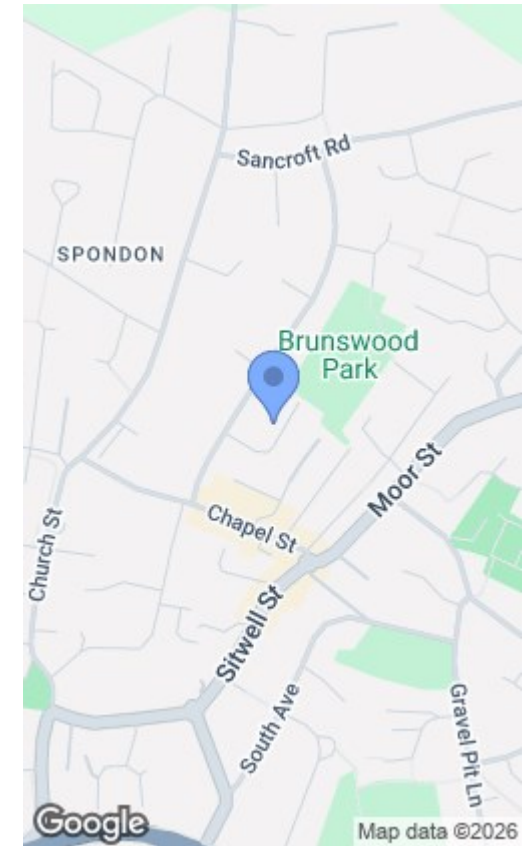 Sancroft Rd
SPONDON
Brunswood
Park
Moor St
Chapel St
Church St
Sitwell St
South Ave
Gravel Pit Ln
Google
Map data ©2026